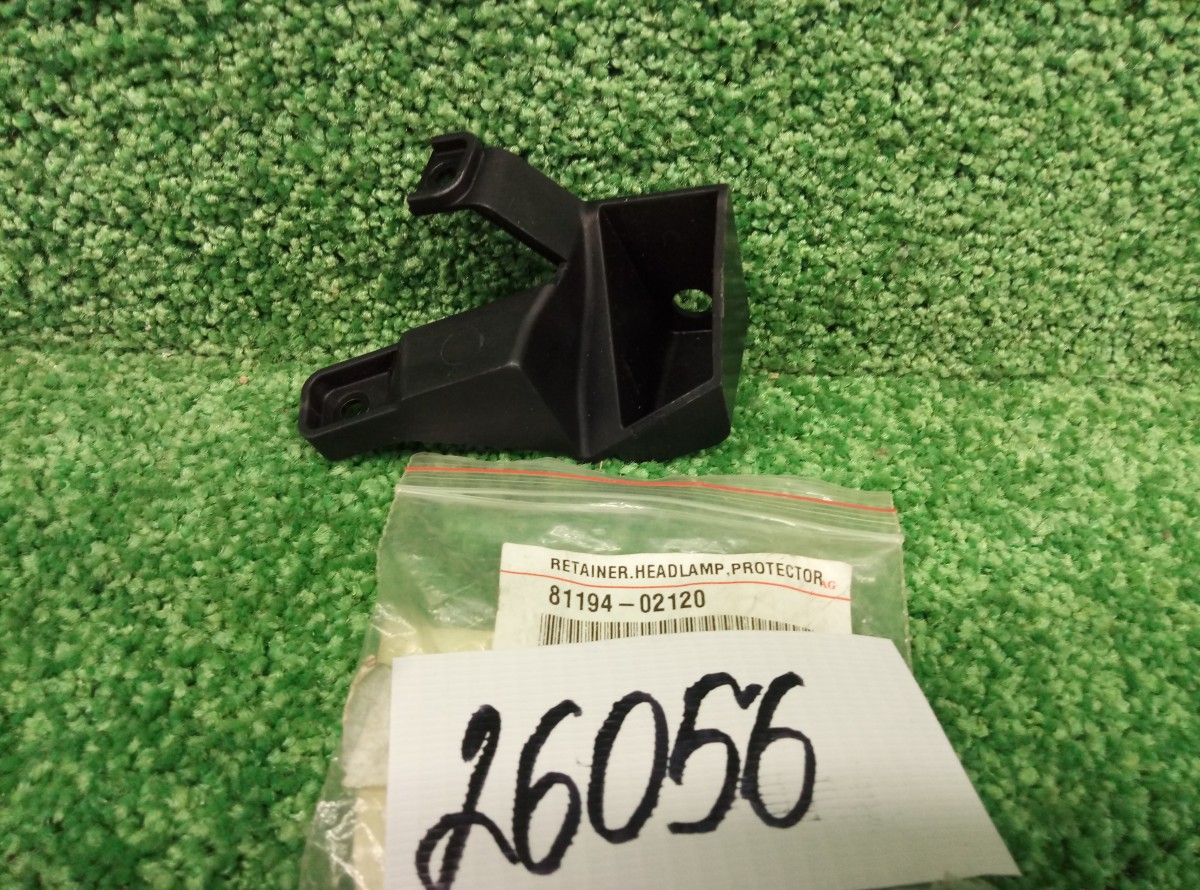 RETAINER.HEADLAMP,PROTECTOR
81194-02120
26056